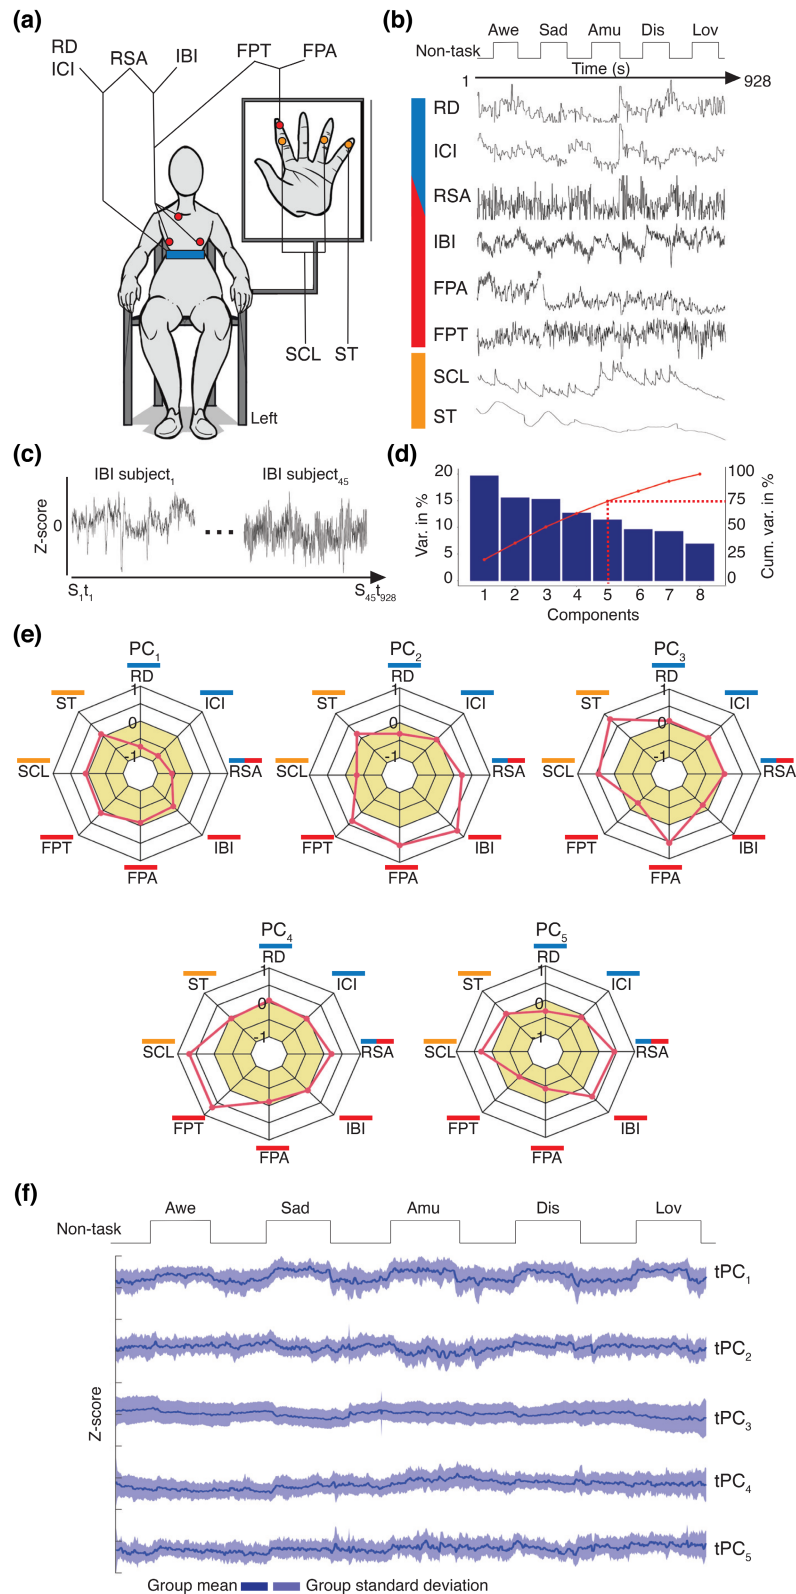 (a)
RD
ICI
RSA
IBI
FPT
FPA
SCL
ST
Left
(b)
Awe Sad Amu Dis Lov
Non-task
Time (s)
1
928
RD
ICI
RSA
IBI
FPA
FPT
SCL
ST
(c)
IBI subject1
IBI subject45
Z-score
0
S1t1
S45t928
(d)
Var. in %
20
15
10
5
0
100
75
50
25
0
Cum. var. in %
1 2 3 4 5 6 7 8
Components
(e)
PC1
RD
ICI
RSA
IBI
FPA
FPT
SCL
ST
1
0
-1
PC2
RD
ICI
RSA
IBI
FPA
FPT
SCL
ST
1
0
-1
PC3
RD
ICI
RSA
IBI
FPA
FPT
SCL
ST
1
0
-1
PC4
RD
ICI
RSA
IBI
FPA
FPT
SCL
ST
1
0
-1
PC5
RD
ICI
RSA
IBI
FPA
FPT
SCL
ST
1
0
-1
(f)
Awe Sad Amu Dis Lov
Non-task
Z-score
tPC1
tPC2
tPC3
tPC4
tPC5
Group mean
Group standard deviation